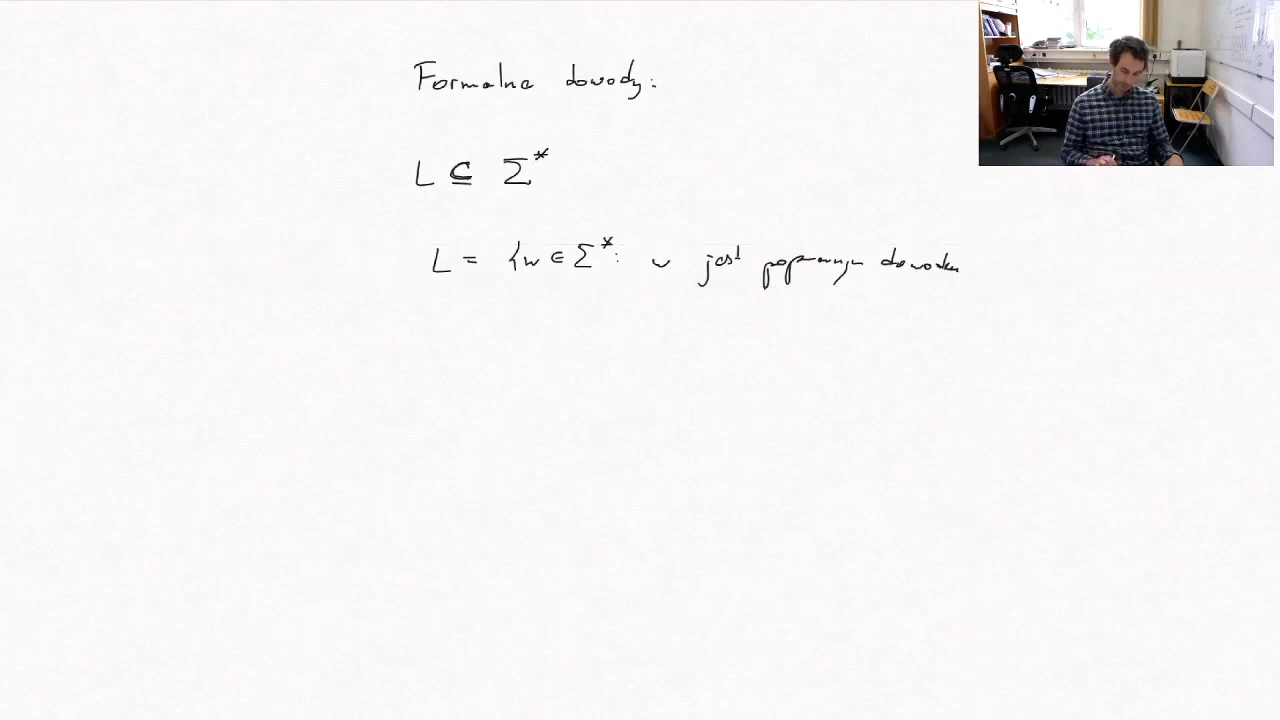 Formalne dowody:
L ⊆ Σ*
L = {w ∈ Σ*: w jest poprawnym dowodem